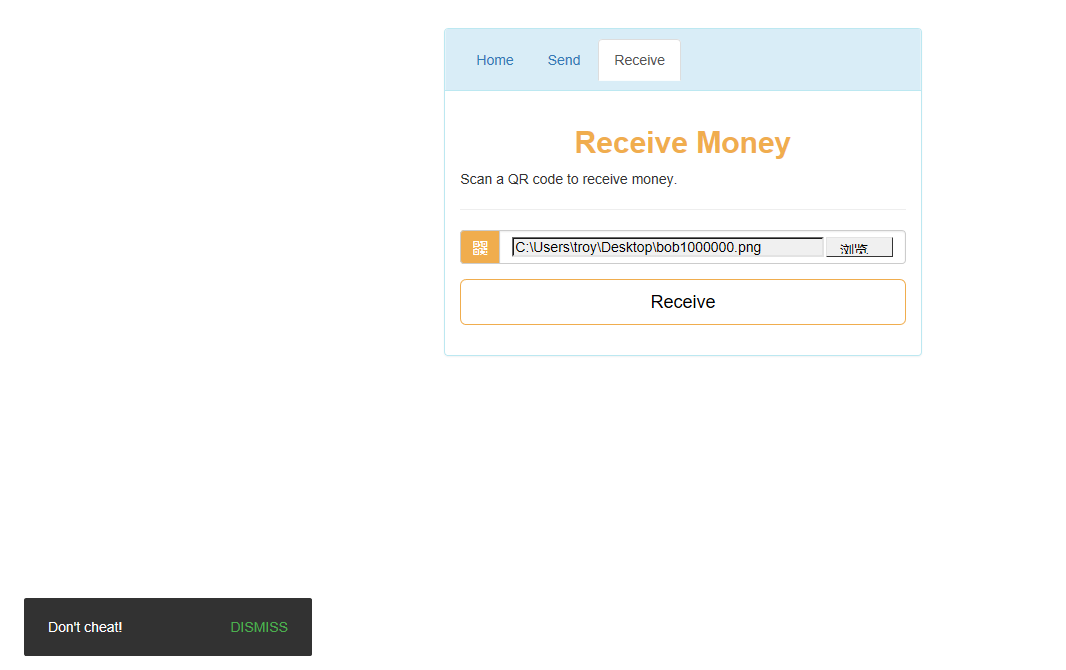 Home Send Receive
Receive Money
Scan a QR code to receive money.
C:\Users\troy\Desktop\bob1000000.png 浏览
Receive
Don't cheat! DISMISS